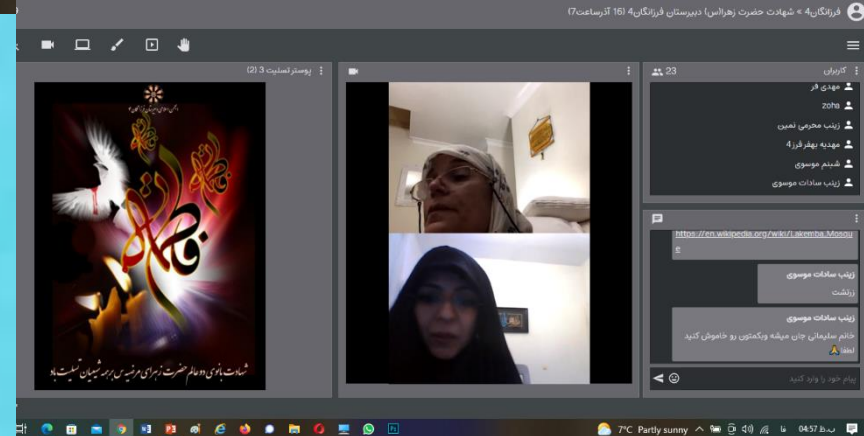 فرزانگان4 » شهادت حضرت زهرا(س) دبیرستان فرزانگان4 (16 آذرساعت7)
کاربران
23
مهدی فر
zoha
زینب محرمی نمین
مهدیه بهفر فرز4
شبنم موسوی
زینب سادات موسوی
پوستر تسلیت 3 (2)
فاطمه
شهادت بانوی دو عالم حضرت زهرای مرضیه س بر همه شیعیان تسلیت باد
https://en.wikipedia.org/wiki/Lakemba_Mosqu
e
زینب سادات موسوی
زرتشت
زینب سادات موسوی
خانم سلیمانی جان میشه وبکمتون رو خاموش کنید
لطفا🙏
پیام خود را وارد کنید
7°C Partly sunny
فا
04:57 ب.ظ